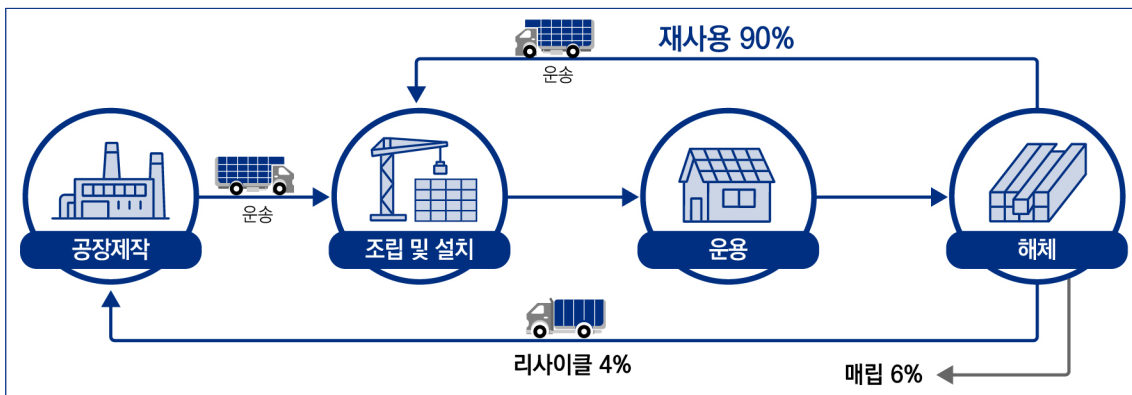 재사용 90%
운송
운송
공장제작
조립 및 설치
운용
해체
리사이클 4%
매립 6%